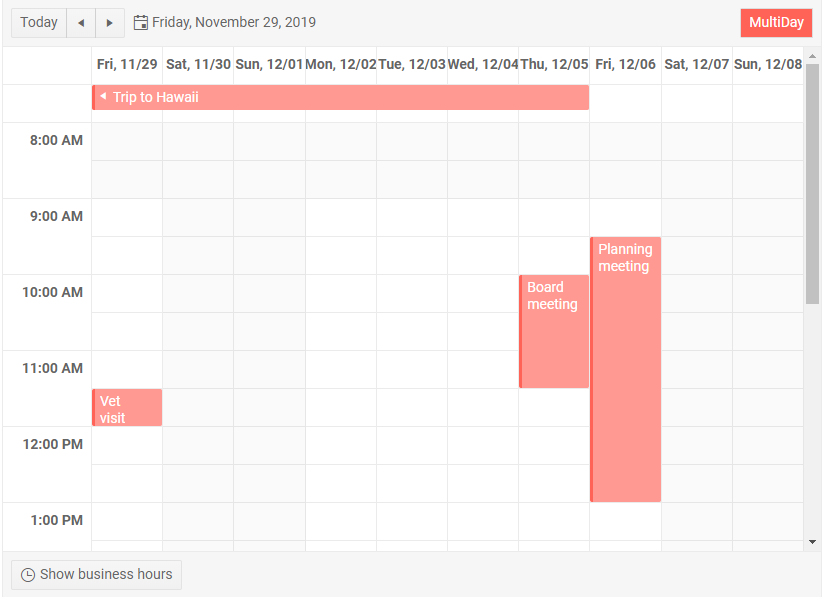 Today
Friday, November 29, 2019
MultiDay
Fri, 11/29
Sat, 11/30
Sun, 12/01
Mon, 12/02
Tue, 12/03
Wed, 12/04
Thu, 12/05
Fri, 12/06
Sat, 12/07
Sun, 12/08
Trip to Hawaii
8:00 AM
9:00 AM
Planning
meeting
10:00 AM
Board
meeting
11:00 AM
Vet
visit
12:00 PM
1:00 PM
Show business hours